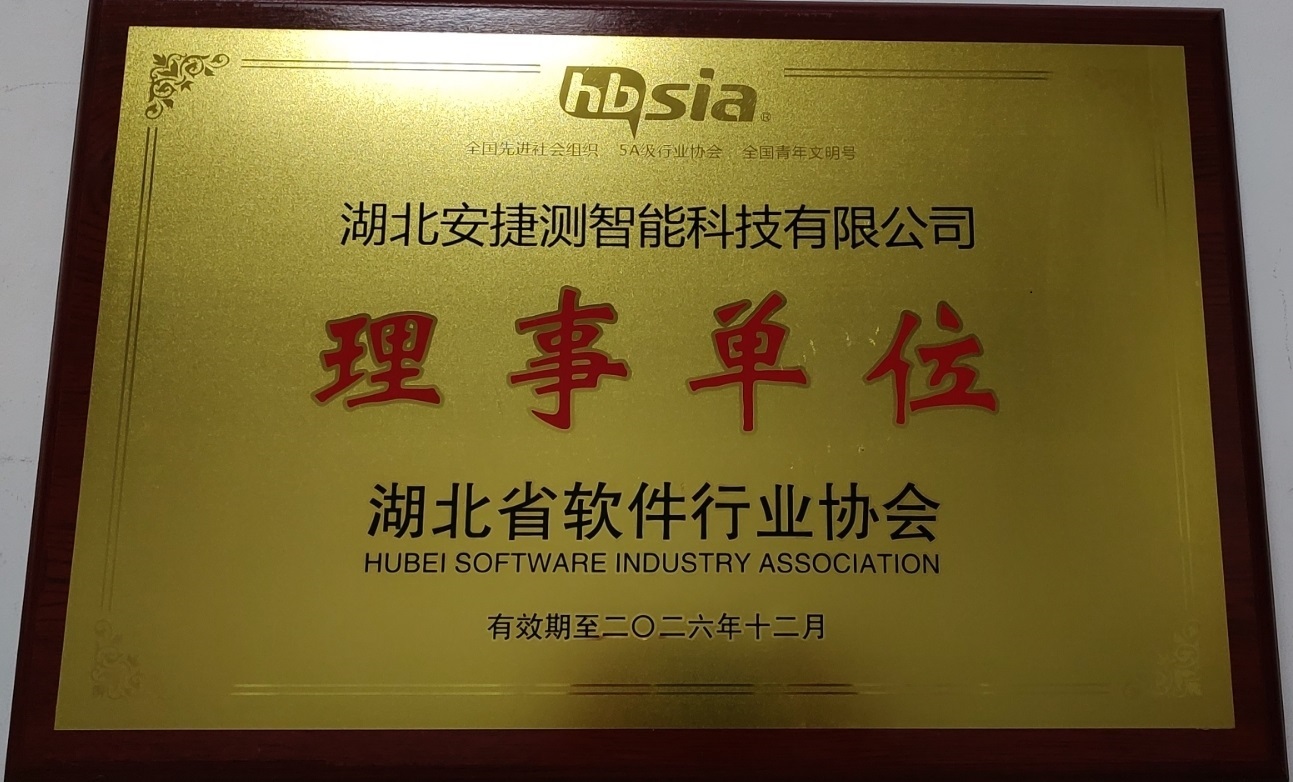 hbsia®
全国先进社会组织 5A级行业协会 全国青年文明号
湖北安捷测智能科技有限公司
理事单位
湖北省软件行业协会
HUBEI SOFTWARE INDUSTRY ASSOCIATION
有效期至二〇二六年十二月